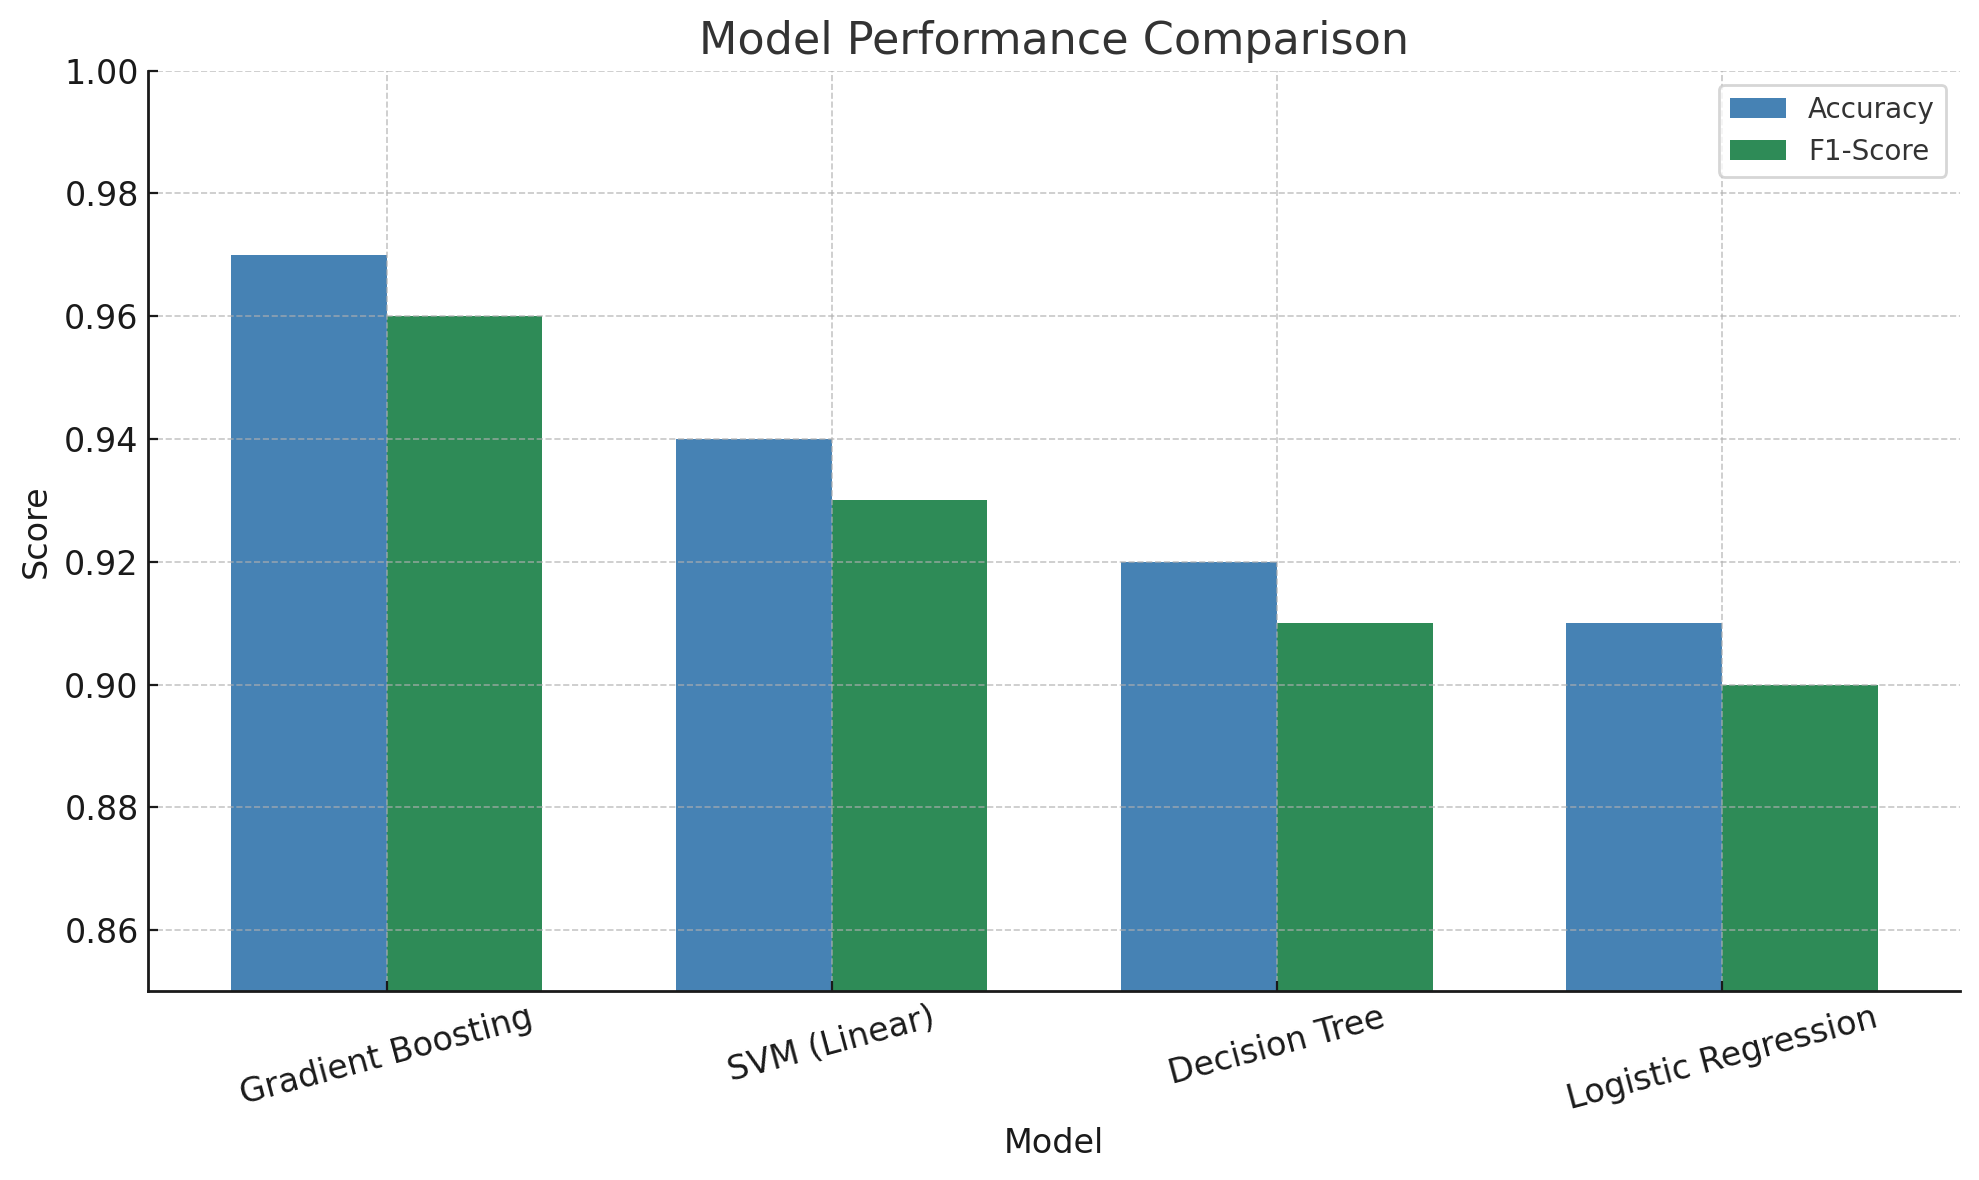 Model Performance Comparison
1.00
0.98
0.96
0.94
0.92
0.90
0.88
0.86
Score
Accuracy
F1-Score
Gradient Boosting
SVM (Linear)
Decision Tree
Logistic Regression
Model